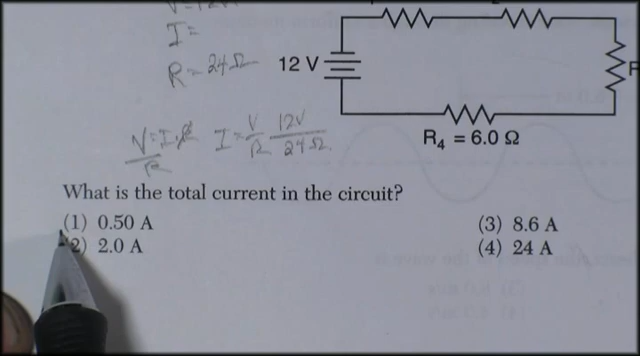 V=12V
I=
R=24Ω
12 V
V=I·R I=V/R 12V/24Ω
R
R₄ = 6.0 Ω
What is the total current in the circuit?
(1) 0.50 A
(3) 8.6 A
(2) 2.0 A
(4) 24 A